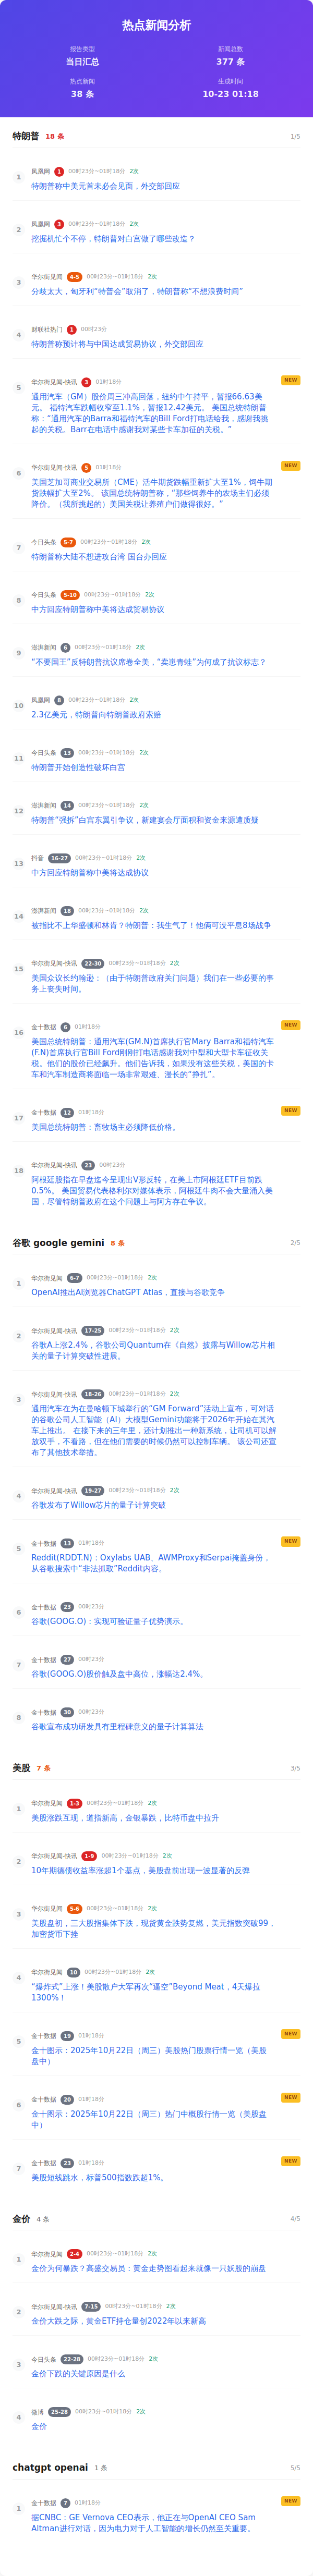 热点新闻分析
报告类型
新闻总数
当日汇总
377 条
热点新闻
生成时间
38 条
10-23 01:18
特朗普 18 条 1/5
1 凤凰网 1 00时23分~01时18分 2次
特朗普称中美元首未必会见面，外交部回应
2 凤凰网 3 00时23分~01时18分 2次
挖掘机忙个不停，特朗普对白宫做了哪些改造？
3 华尔街见闻 4-5 00时23分~01时18分 2次
分歧太大，匈牙利“特普会”取消了，特朗普称“不想浪费时间”
4 财联社热门 1 00时23分
特朗普称预计将与中国达成贸易协议，外交部回应
5 华尔街见闻-快讯 3 01时18分 NEW
通用汽车（GM）股价周三冲高回落，纽约中午持平，暂报66.63美
元。 福特汽车跌幅收窄至1.1%，暂报12.42美元。 美国总统特朗普
称：“通用汽车的Barra和福特汽车的Bill Ford打电话给我，感谢我挑
起的关税。Barr在电话中感谢我对某些卡车加征的关税。”
6 华尔街见闻-快讯 5 01时18分 NEW
美国芝加哥商业交易所（CME）活牛期货跌幅重新扩大至1%，饲牛期
货跌幅扩大至2%。 该国总统特朗普称，“那些饲养牛的农场主们必须
降价。（我所挑起的）美国关税让养殖户们做得很好。”
7 今日头条 5-7 00时23分~01时18分 2次
特朗普称大陆不想进攻台湾 国台办回应
8 今日头条 5-10 00时23分~01时18分 2次
中方回应特朗普称中美将达成贸易协议
9 澎湃新闻 6 00时23分~01时18分 2次
“不要国王”反特朗普抗议席卷全美，“卖崽青蛙”为何成了抗议标志？
10 凤凰网 8 00时23分~01时18分 2次
2.3亿美元，特朗普向特朗普政府索赔
11 今日头条 13 00时23分~01时18分 2次
特朗普开始创造性破坏白宫
12 澎湃新闻 14 00时23分~01时18分 2次
特朗普“强拆”白宫东翼引争议，新建宴会厅面积和资金来源遭质疑
13 抖音 16-27 00时23分~01时18分 2次
中方回应特朗普称中美将达成协议
14 澎湃新闻 18 00时23分~01时18分 2次
被指比不上华盛顿和林肯？特朗普：我生气了！他俩可没平息8场战争
15 华尔街见闻-快讯 22-30 00时23分~01时18分 2次
美国众议长约翰逊：（由于特朗普政府关门问题）我们在一些必要的事
务上丧失时间。
16 金十数据 6 01时18分 NEW
美国总统特朗普：通用汽车(GM.N)首席执行官Mary Barra和福特汽车
(F.N)首席执行官Bill Ford刚刚打电话感谢我对中型和大型卡车征收关
税。他们的股价已经飙升。他们告诉我，如果没有这些关税，美国的卡
车和汽车制造商将面临一场非常艰难、漫长的“挣扎”。
17 金十数据 12 01时18分 NEW
美国总统特朗普：畜牧场主必须降低价格。
18 华尔街见闻-快讯 23 00时23分
阿根廷股指在早盘迄今呈现出V形反转，在美上市阿根廷ETF目前跌
0.5%。 美国贸易代表格利尔对媒体表示，阿根廷牛肉不会大量涌入美
国，尽管特朗普政府在这个问题上与阿方存在争议。
谷歌 google gemini 8 条 2/5
1 华尔街见闻 6-7 00时23分~01时18分 2次
OpenAI推出AI浏览器ChatGPT Atlas，直接与谷歌竞争
2 华尔街见闻-快讯 17-25 00时23分~01时18分 2次
谷歌A上涨2.4%，谷歌公司Quantum在《自然》披露与Willow芯片相
关的量子计算突破性进展。
3 华尔街见闻-快讯 18-26 00时23分~01时18分 2次
通用汽车在为在曼哈顿下城举行的“GM Forward”活动上宣布，可对话
的谷歌公司人工智能（AI）大模型Gemini功能将于2026年开始在其汽
车上推出。 在接下来的三年里，还计划推出一种新系统，让司机可以解
放双手，不看路，但在他们需要的时候仍然可以控制车辆。 该公司还宣
布了其他技术举措。
4 华尔街见闻-快讯 19-27 00时23分~01时18分 2次
谷歌发布了Willow芯片的量子计算突破
5 金十数据 13 01时18分 NEW
Reddit(RDDT.N)：Oxylabs UAB、AWMProxy和Serpai掩盖身份，
从谷歌搜索中“非法抓取”Reddit内容。
6 金十数据 23 00时23分
谷歌(GOOG.O)：实现可验证量子优势演示。
7 金十数据 27 00时23分
谷歌(GOOG.O)股价触及盘中高位，涨幅达2.4%。
8 金十数据 30 00时23分
谷歌宣布成功研发具有里程碑意义的量子计算算法
美股 7 条 3/5
1 华尔街见闻 1-3 00时23分~01时18分 2次
美股涨跌互现，道指新高，金银暴跌，比特币盘中拉升
2 华尔街见闻-快讯 1-9 00时23分~01时18分 2次
10年期德债收益率涨超1个基点，美股盘前出现一波显著的反弹
3 华尔街见闻 5-6 00时23分~01时18分 2次
美股盘初，三大股指集体下跌，现货黄金跌势复燃，美元指数突破99，
加密货币下挫
4 华尔街见闻 10 00时23分~01时18分 2次
“爆炸式”上涨！美股散户大军再次“逼空”Beyond Meat，4天爆拉
1300%！
5 金十数据 19 01时18分 NEW
金十图示：2025年10月22日（周三）美股热门股票行情一览（美股
盘中）
6 金十数据 20 01时18分 NEW
金十图示：2025年10月22日（周三）热门中概股行情一览（美股盘
中）
7 金十数据 23 01时18分 NEW
美股短线跳水，标普500指数跌超1%。
金价 4 条 4/5
1 华尔街见闻 2-4 00时23分~01时18分 2次
金价为何暴跌？高盛交易员：黄金走势图看起来就像一只妖股的崩盘
2 华尔街见闻-快讯 7-15 00时23分~01时18分 2次
金价大跌之际，黄金ETF持仓量创2022年以来新高
3 今日头条 22-28 00时23分~01时18分 2次
金价下跌的关键原因是什么
4 微博 25-28 00时23分~01时18分 2次
金价
chatgpt openai 1 条 5/5
1 金十数据 7 01时18分 NEW
据CNBC：GE Vernova CEO表示，他正在与OpenAI CEO Sam
Altman进行对话，因为电力对于人工智能的增长仍然至关重要。